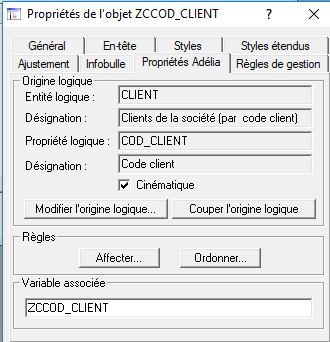 Propriétés de l'objet ZCCOD_CLIENT
Général En-tête Styles Styles étendus
Ajustement Infobulle Propriétés Adélia Règles de gestion
Origine logique
Entité logique : CLIENT
Désignation : Clients de la société (par code client)
Propriété logique : COD_CLIENT
Désignation : Code client
Cinématique
Modifier l'origine logique... Couper l'origine logique
Règles
Affecter... Ordonner...
Variable associée
ZCCOD_CLIENT